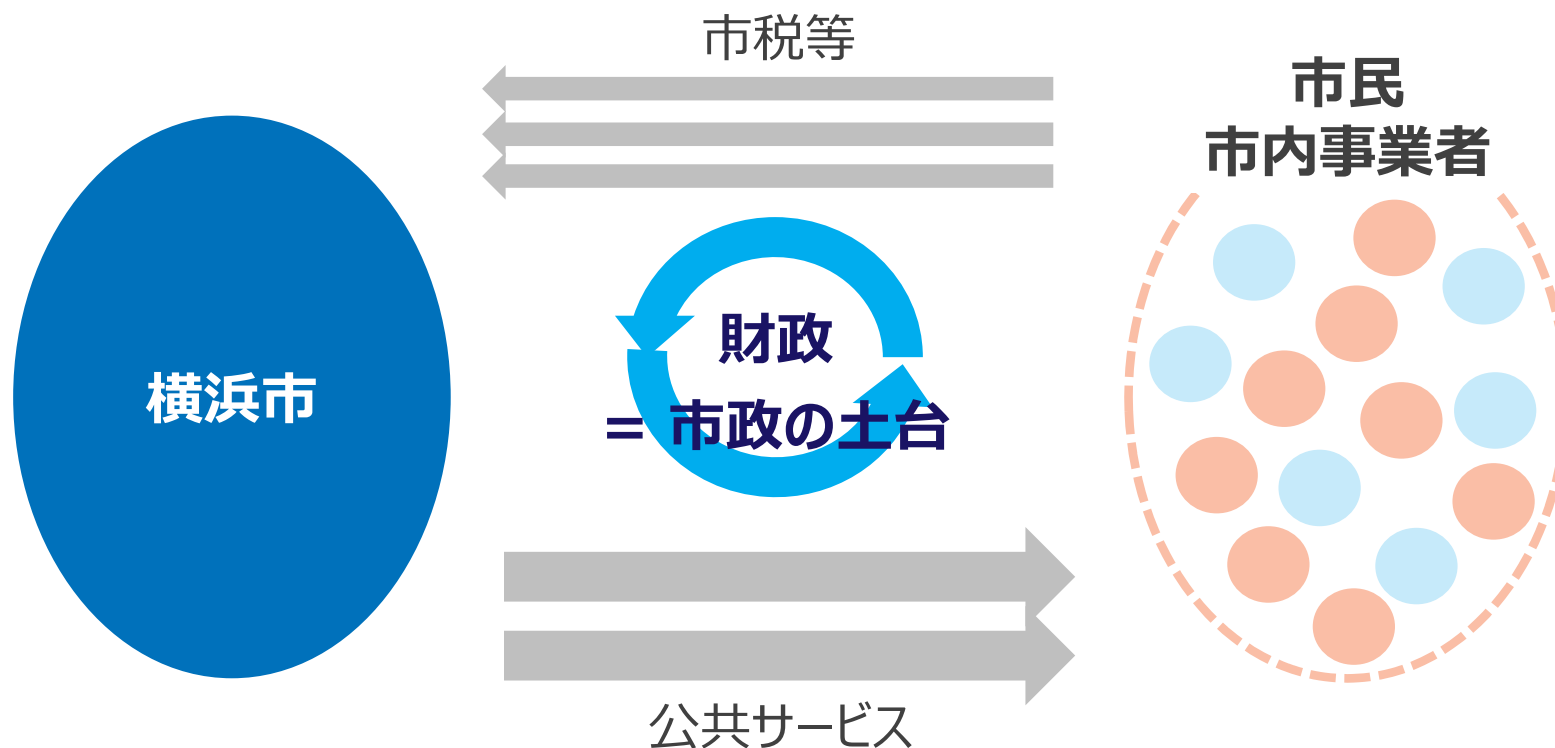 市税等
市民
市内事業者
横浜市
財政
= 市政の土台
公共サービス